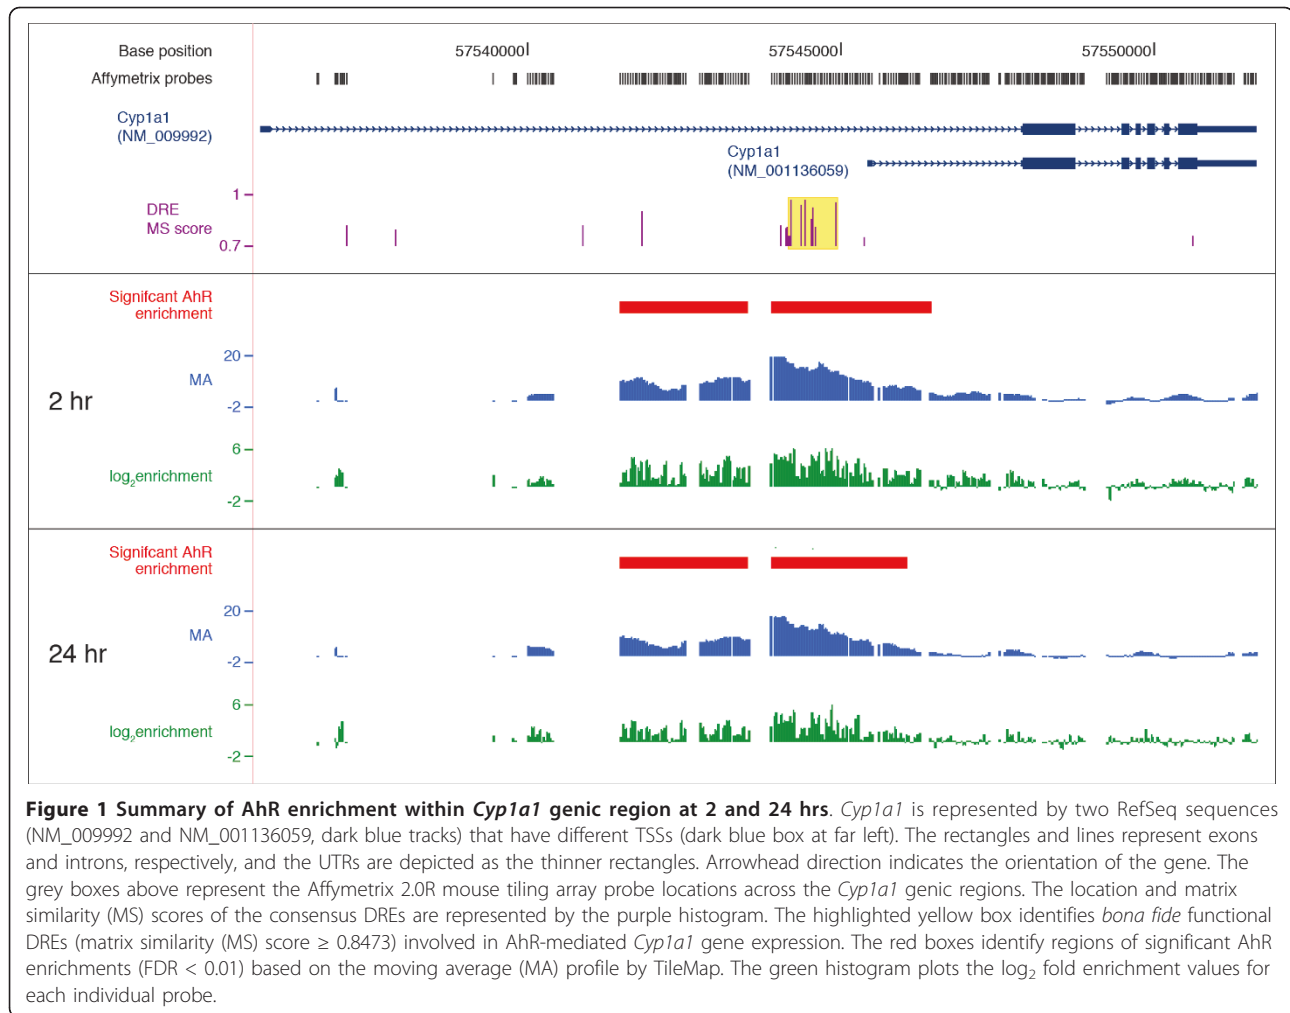 Base position 57540000 57545000 57550000
Affymetrix probes
Cyp1a1
(NM_009992)
Cyp1a1
(NM_001136059)
1
DRE
MS score
0.7
Signifcant AhR
enrichment
20
MA
2 hr
-2
6
log2enrichment
-2
Signifcant AhR
enrichment
20
MA
24 hr
-2
6
log2enrichment
-2
Figure 1 Summary of AhR enrichment within Cyp1a1 genic region at 2 and 24 hrs. Cyp1a1 is represented by two RefSeq sequences
(NM_009992 and NM_001136059, dark blue tracks) that have different TSSs (dark blue box at far left). The rectangles and lines represent exons
and introns, respectively, and the UTRs are depicted as the thinner rectangles. Arrowhead direction indicates the orientation of the gene. The
grey boxes above represent the Affymetrix 2.0R mouse tiling array probe locations across the Cyp1a1 genic regions. The location and matrix
similarity (MS) scores of the consensus DREs are represented by the purple histogram. The highlighted yellow box identifies bona fide functional
DREs (matrix similarity (MS) score ≥ 0.8473) involved in AhR-mediated Cyp1a1 gene expression. The red boxes identify regions of significant AhR
enrichments (FDR < 0.01) based on the moving average (MA) profile by TileMap. The green histogram plots the log2 fold enrichment values for
each individual probe.